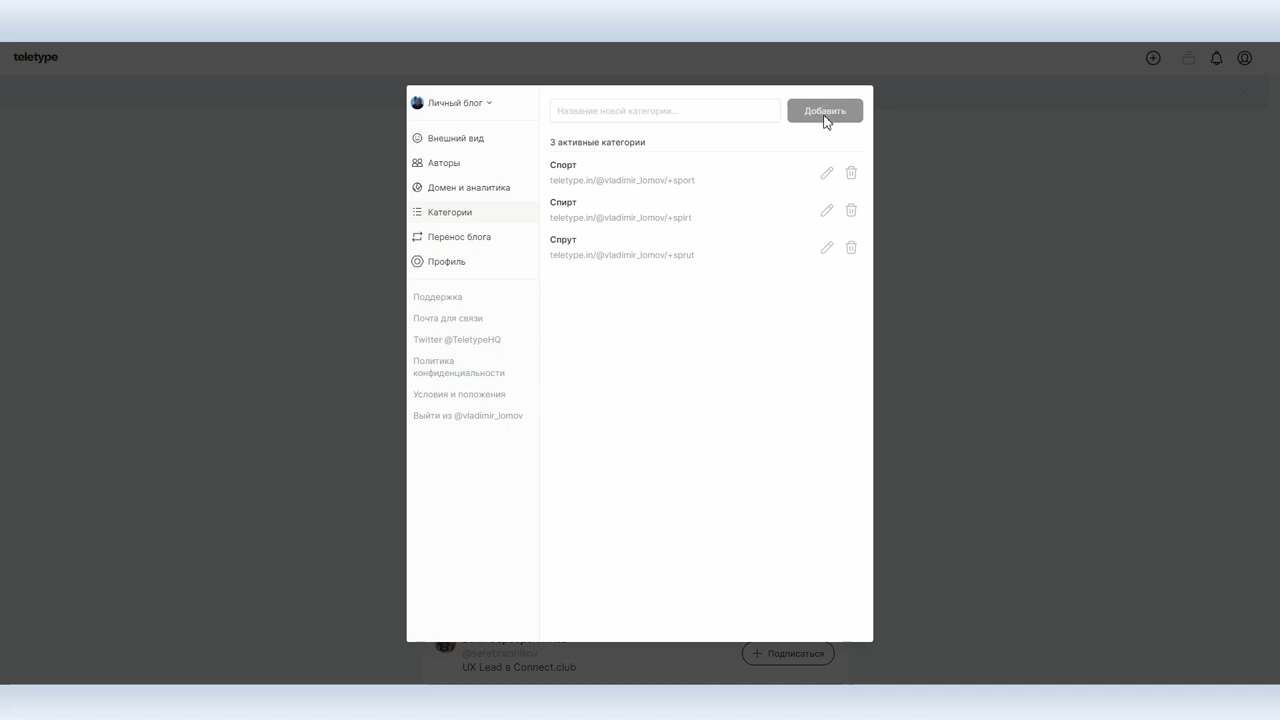 teletype
Личный блог
Внешний вид
Авторы
Домен и аналитика
Категории
Перенос блога
Профиль
Поддержка
Почта для связи
Twitter @TeletypeHQ
Политика
конфиденциальности
Условия и положения
Выйти из @vladimir_lomov
Название новой категории...
Добавить
3 активные категории
Спорт
teletype.in/@vladimir_lomov/+sport
Спирт
teletype.in/@vladimir_lomov/+spirt
Спрут
teletype.in/@vladimir_lomov/+sprut
@serebrennikov
Подписаться
UX Lead в Connect.club